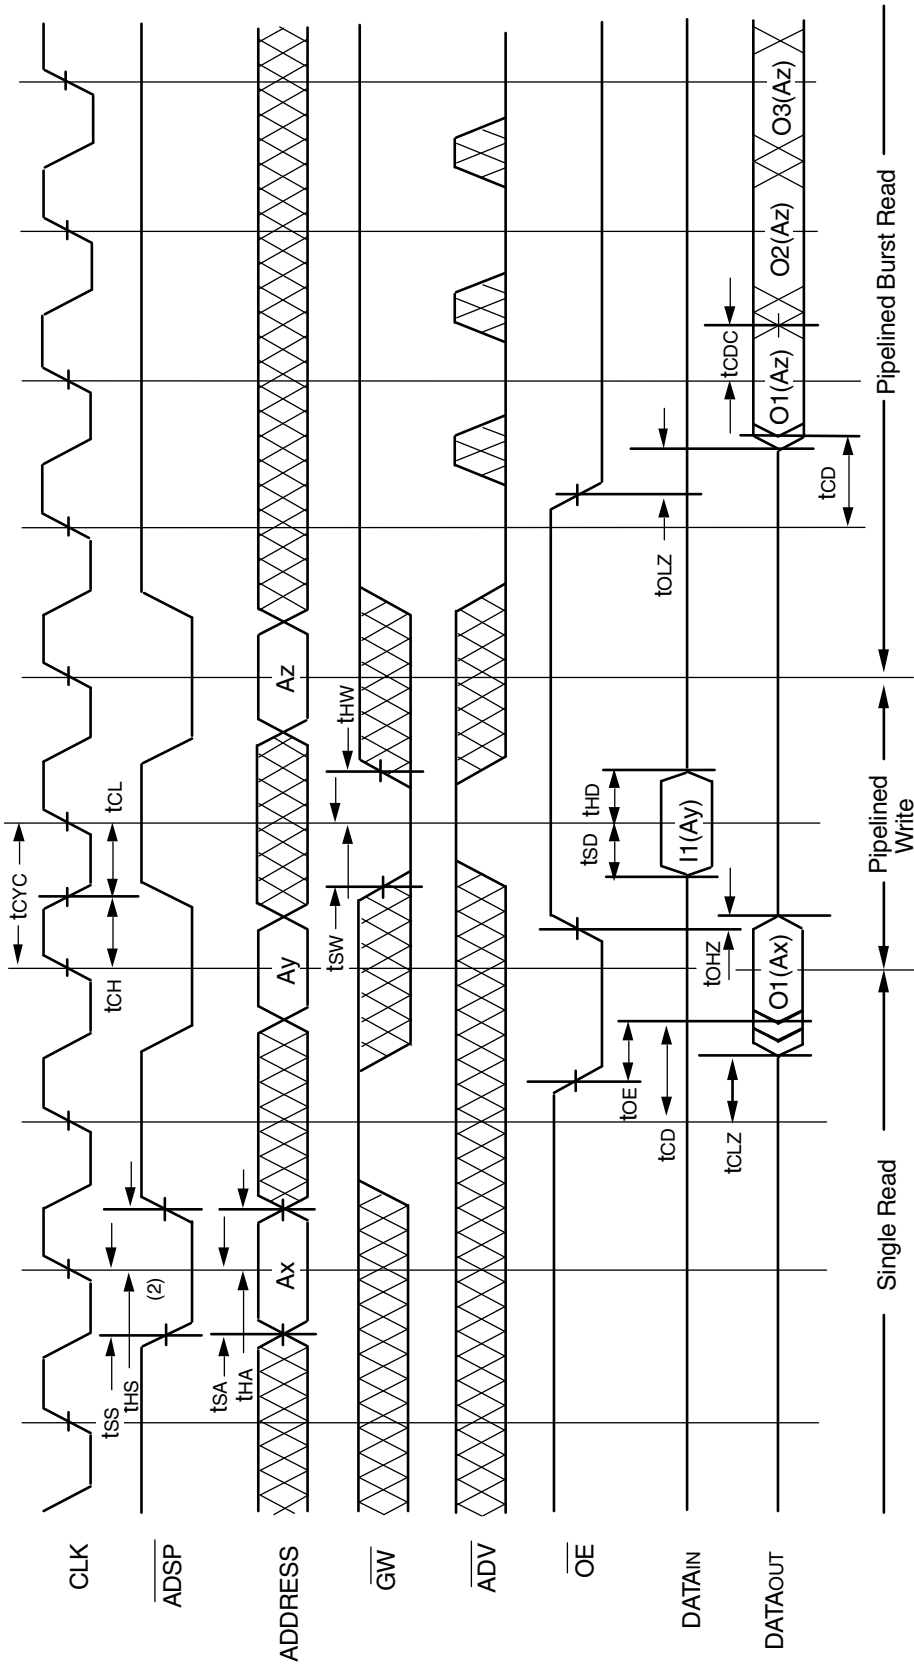 CLK
tCYC
tCH
tCL
ADSP
tSS
tHS
(2)
ADDRESS
tSA
tHA
Ax
Ay
Az
GW
tSW
tHW
ADV
OE
tOE
tOLZ
DATAIN
tCD
tSD
tHD
I1(Ay)
DATAOUT
tCLZ
tOHZ
tCDC
O1(Ax)
O1(Az)
O2(Az)
O3(Az)
tCD
Single Read
Pipelined
Write
Pipelined Burst Read